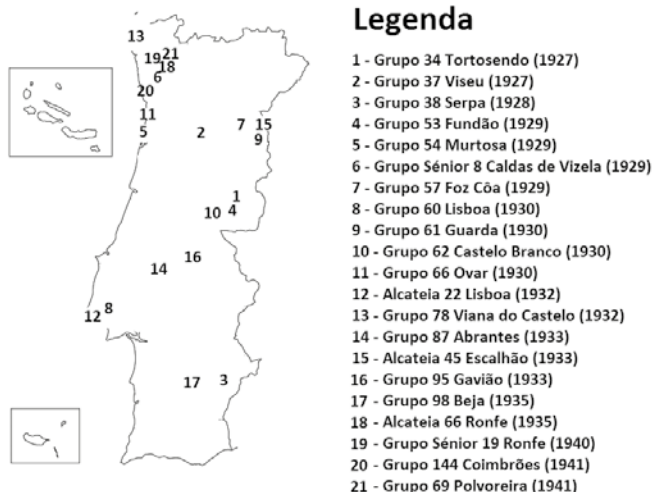 Legenda
1 - Grupo 34 Tortosendo (1927)
2 - Grupo 37 Viseu (1927)
3 - Grupo 38 Serpa (1928)
4 - Grupo 53 Fundão (1929)
5 - Grupo 54 Murtosa (1929)
6 - Grupo Sénior 8 Caldas de Vizela (1929)
7 - Grupo 57 Foz Côa (1929)
8 - Grupo 60 Lisboa (1930)
9 - Grupo 61 Guarda (1930)
10 - Grupo 62 Castelo Branco (1930)
11 - Grupo 66 Ovar (1930)
12 - Alcateia 22 Lisboa (1932)
13 - Grupo 78 Viana do Castelo (1932)
14 - Grupo 87 Abrantes (1933)
15 - Alcateia 45 Escalhão (1933)
16 - Grupo 95 Gavião (1933)
17 - Grupo 98 Beja (1935)
18 - Alcateia 66 Ronfe (1935)
19 - Grupo Sénior 19 Ronfe (1940)
20 - Grupo 144 Coimbrões (1941)
21 - Grupo 69 Polvoreira (1941)
13
21
19
18
6
20
11
5
2
7
15
9
1
4
10
16
14
8
12
17
3